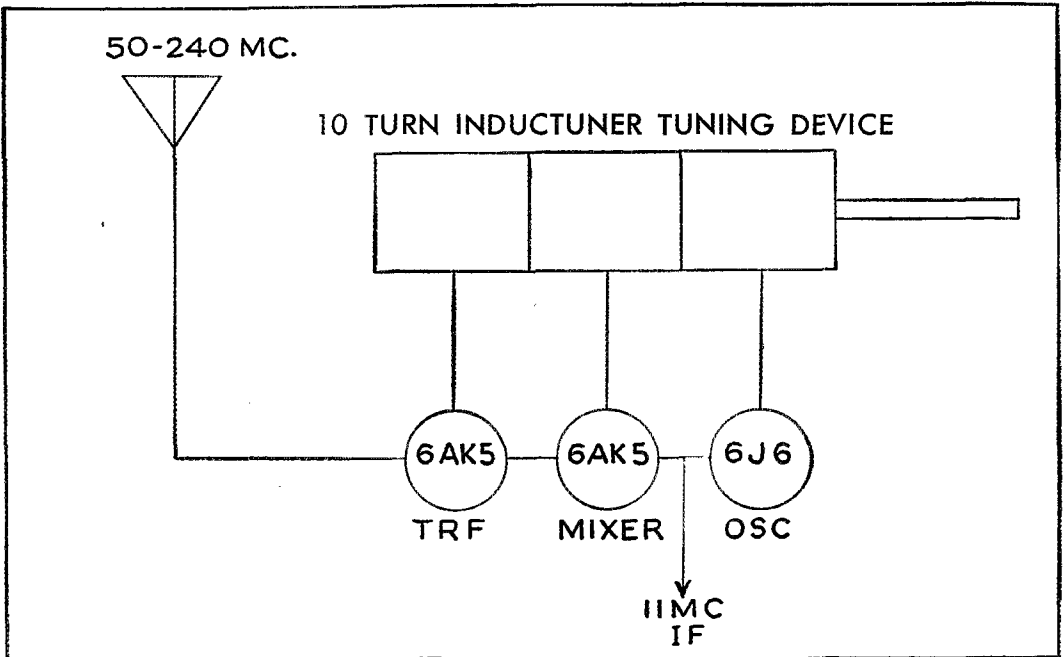 50-240 MC.
10 TURN INDUCTUNER TUNING DEVICE
6AK5
6AK5
6J6
TRF
MIXER
OSC
11MC
IF